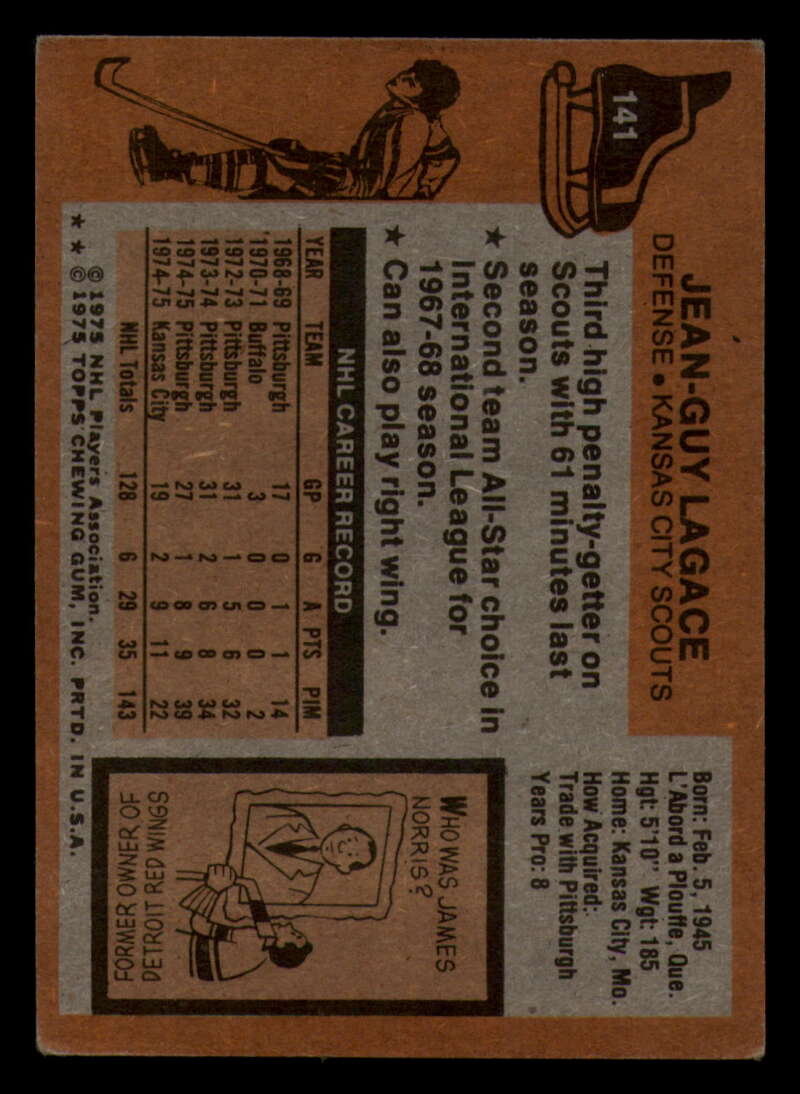 141
JEAN-GUY LAGACE
DEFENSE • KANSAS CITY SCOUTS
Third high penalty-getter on
Scouts with 61 minutes last
season.
★ Second team All-Star choice in
International League for
1967-68 season.
★ Can also play right wing.
Born: Feb. 5, 1945
L'Abord a Plouffe, Que.
Hgt: 5'10" Wgt: 185
Home: Kansas City, Mo.
How Acquired:
Trade with Pittsburgh
Years Pro: 8
NHL CAREER RECORD
YEAR TEAM GP G A PTS PIM
1968-69 Pittsburgh 17 0 1 1 14
1970-71 Buffalo 3 0 0 0 2
1972-73 Pittsburgh 31 1 5 6 32
1973-74 Pittsburgh 31 2 6 8 34
1974-75 Pittsburgh 27 1 8 9 39
1974-75 Kansas City 19 2 9 11 22
NHL Totals 128 6 29 35 143
WHO WAS JAMES
NORRIS?
FORMER OWNER OF
DETROIT RED WINGS
★ © 1975 NHL Players Association.
★ © 1975 TOPPS CHEWING GUM, INC. PRTD. IN U.S.A.